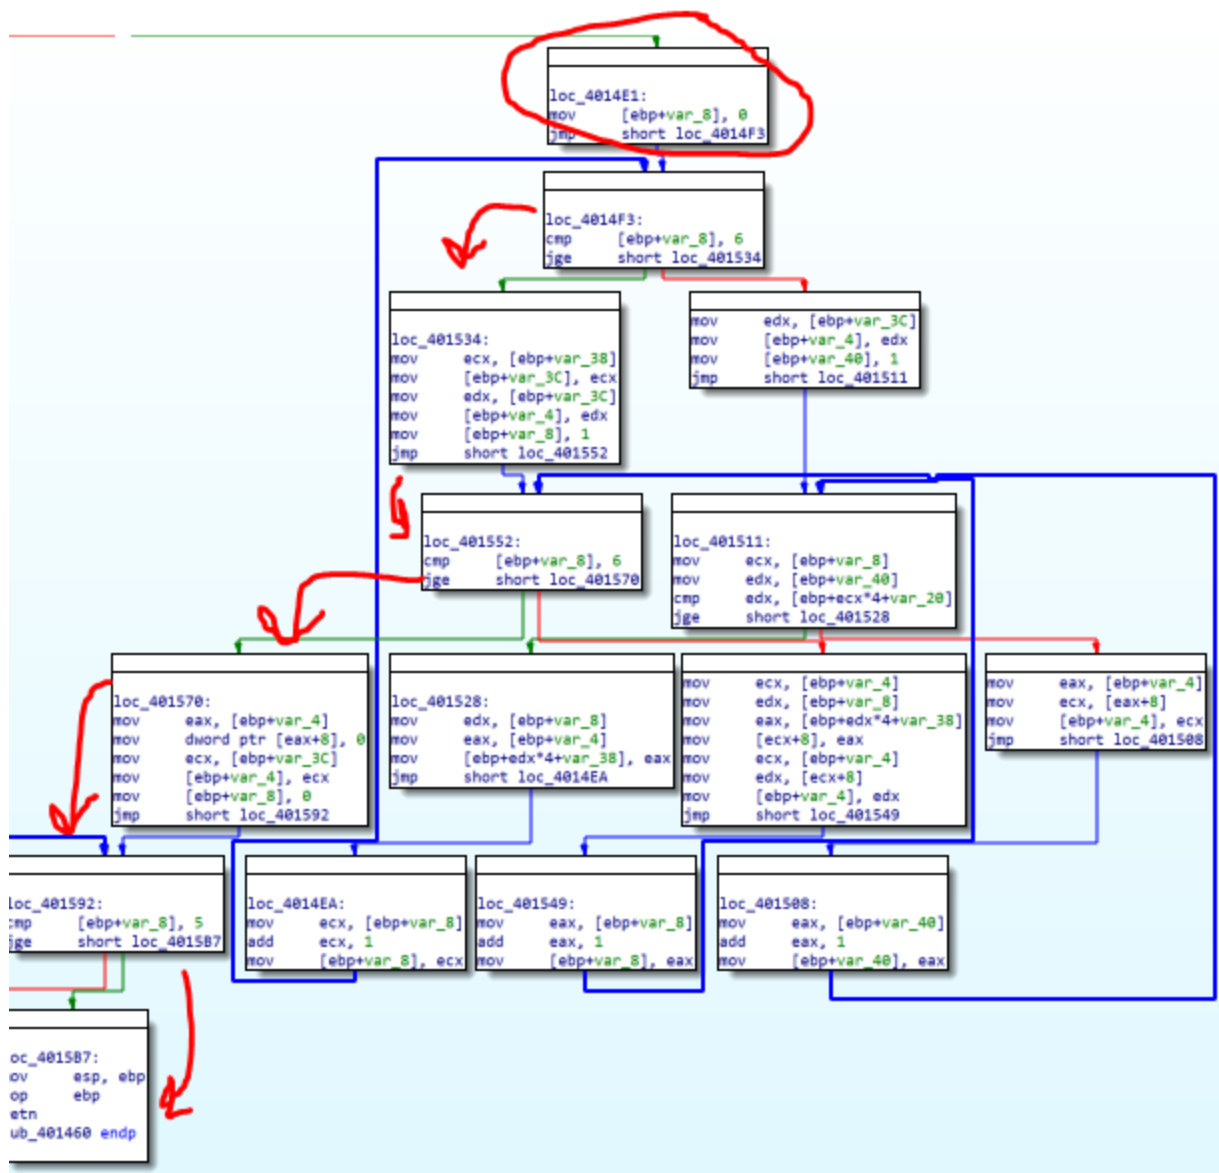 loc_4014E1:
mov [ebp+var_8], 0
jmp short loc_4014F3
loc_4014F3:
cmp [ebp+var_8], 6
jge short loc_401534
loc_401534:
mov ecx, [ebp+var_38]
mov [ebp+var_3C], ecx
mov edx, [ebp+var_3C]
mov [ebp+var_4], edx
mov [ebp+var_8], 1
jmp short loc_401552
mov edx, [ebp+var_3C]
mov [ebp+var_4], edx
mov [ebp+var_40], 1
jmp short loc_401511
loc_401552:
cmp [ebp+var_8], 6
jge short loc_401570
loc_401511:
mov ecx, [ebp+var_8]
mov edx, [ebp+var_40]
cmp edx, [ebp+ecx*4+var_20]
jge short loc_401528
loc_401570:
mov eax, [ebp+var_4]
mov dword ptr [eax+8], 0
mov ecx, [ebp+var_3C]
mov [ebp+var_4], ecx
mov [ebp+var_8], 0
jmp short loc_401592
loc_401528:
mov edx, [ebp+var_8]
mov eax, [ebp+var_4]
mov [ebp+edx*4+var_38], eax
jmp short loc_4014EA
mov ecx, [ebp+var_4]
mov edx, [ebp+var_8]
mov eax, [ebp+edx*4+var_38]
mov [ecx+8], eax
mov ecx, [ebp+var_4]
mov edx, [ecx+8]
mov [ebp+var_4], edx
jmp short loc_401549
mov eax, [ebp+var_4]
mov ecx, [eax+8]
mov [ebp+var_4], ecx
jmp short loc_401508
loc_401592:
cmp [ebp+var_8], 5
jge short loc_4015B7
loc_4014EA:
mov ecx, [ebp+var_8]
add ecx, 1
mov [ebp+var_8], ecx
loc_401549:
mov eax, [ebp+var_8]
add eax, 1
mov [ebp+var_8], eax
loc_401508:
mov eax, [ebp+var_40]
add eax, 1
mov [ebp+var_40], eax
oc_4015B7:
ov esp, ebp
op ebp
etn
ub_401460 endp